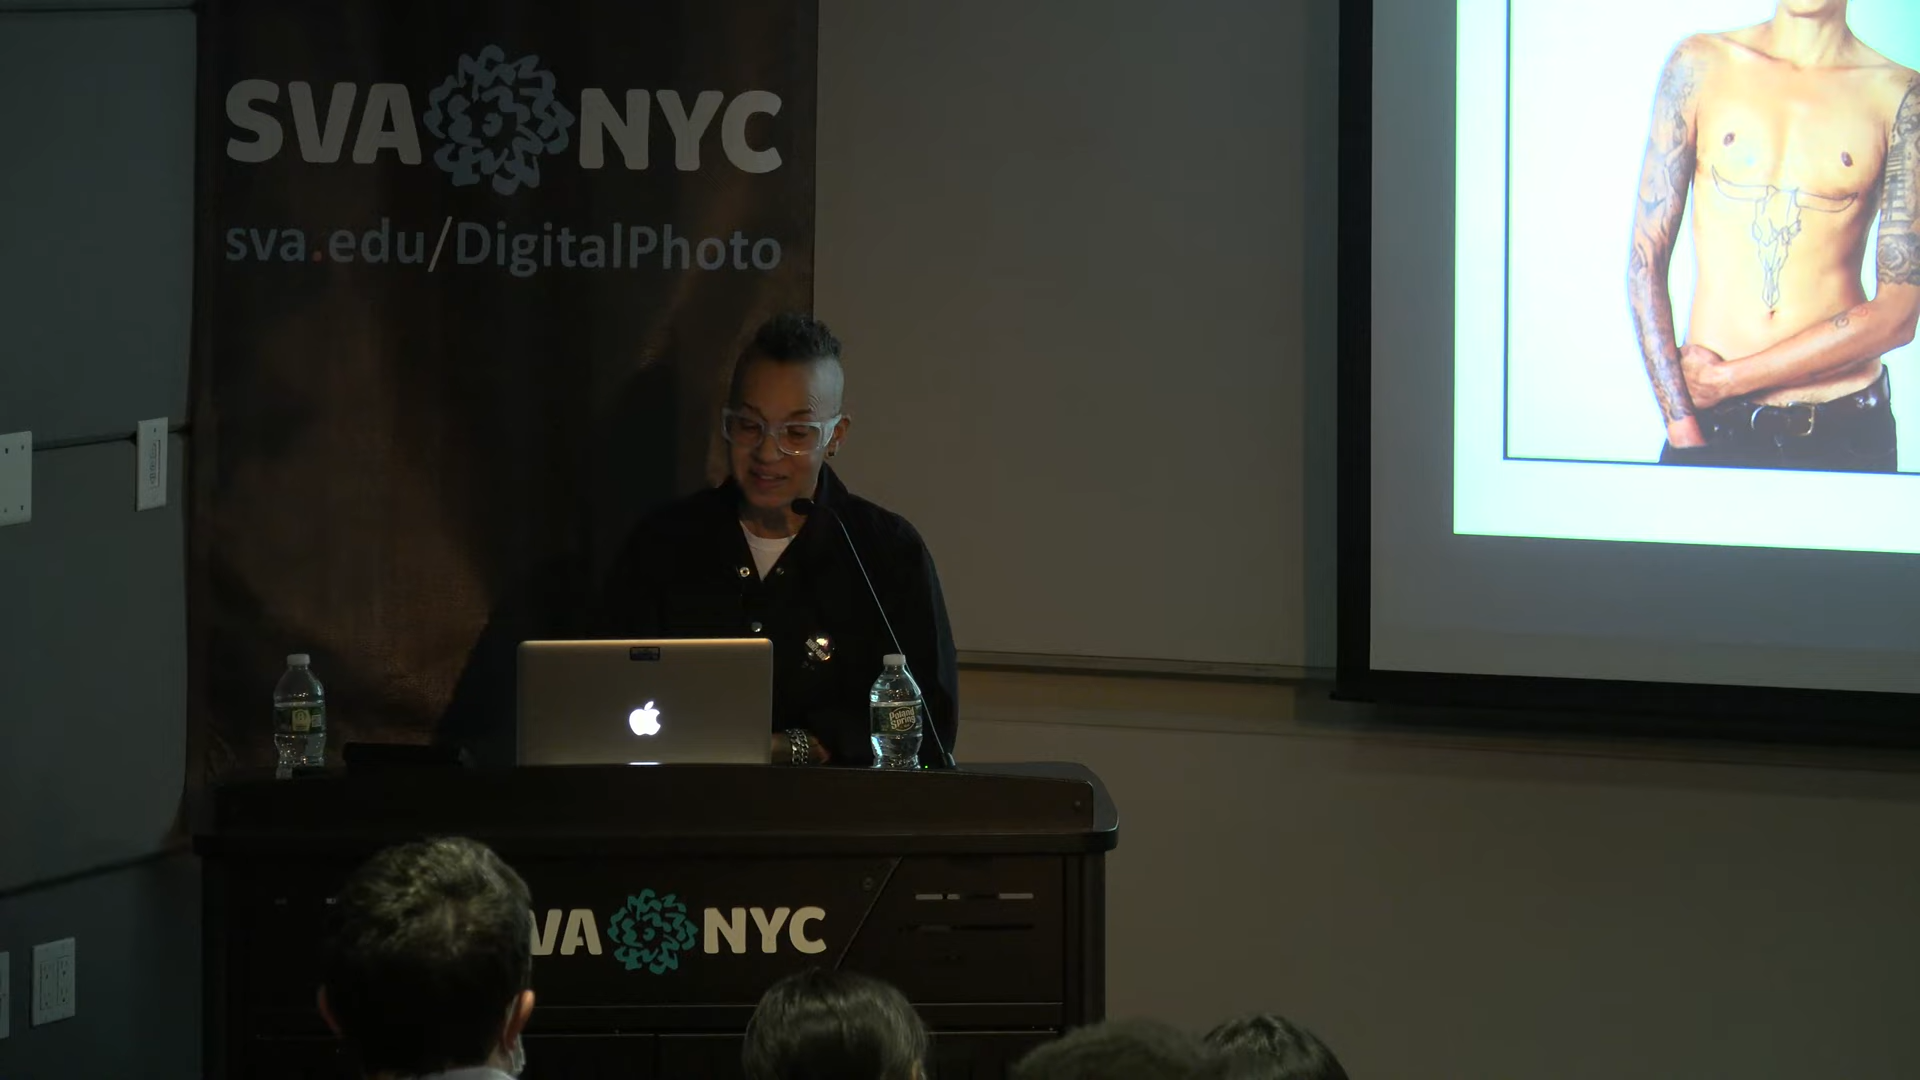 SVA NYC
sva.edu/DigitalPhoto
Poland
Spring
VA NYC